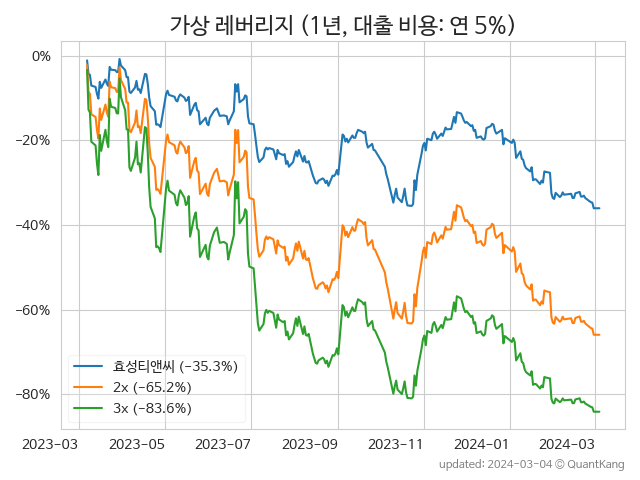 가상 레버리지 (1년, 대출 비용: 연 5%)
0%
−20%
−40%
−60%
−80%
효성티앤씨 (−35.3%)
2x (−65.2%)
3x (−83.6%)
2023−03 2023−05 2023−07 2023−09 2023−11 2024−01 2024−03
updated: 2024-03-04 © QuantKang